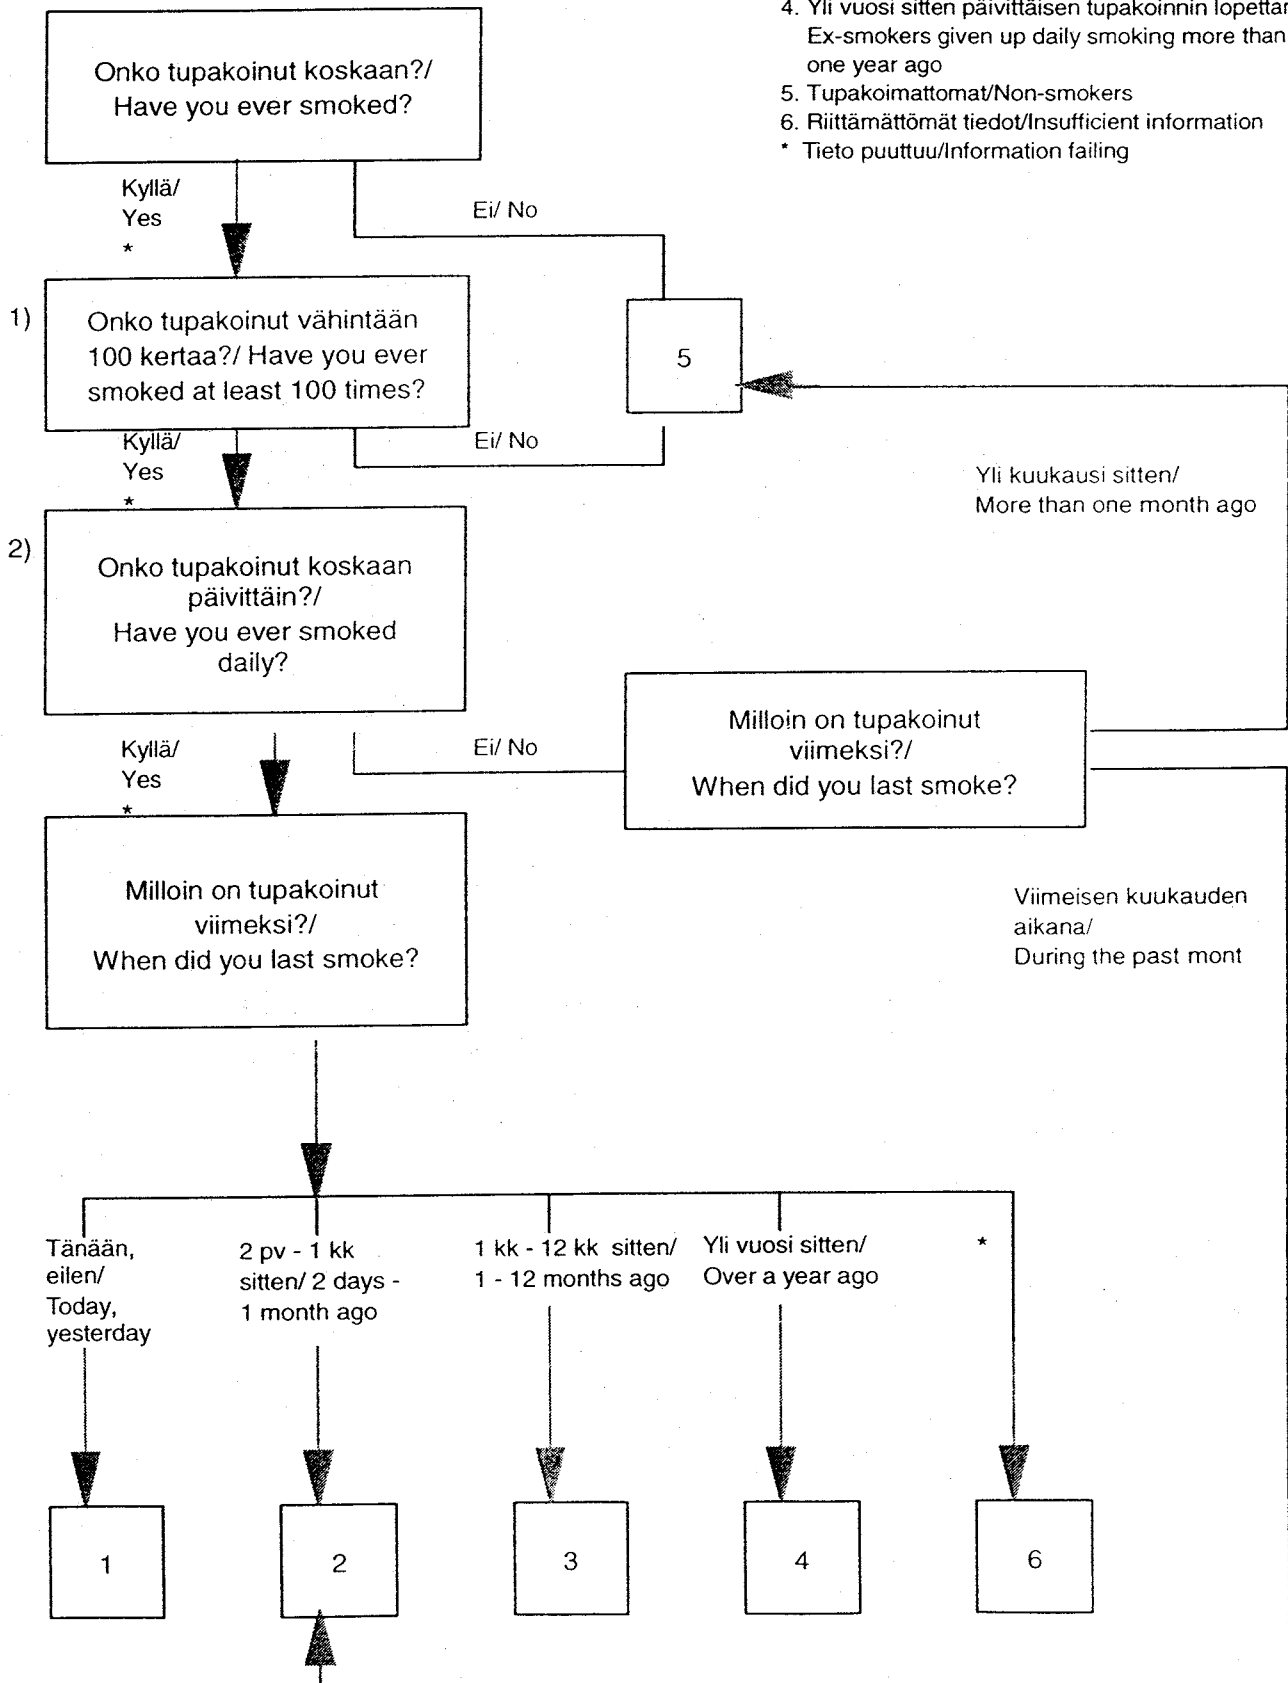 4. Yli vuosi sitten päivittäisen tupakoinnin
Ex-smokers given up daily smoking more than
one year ago
5. Tupakoimattomat/Non-smokers
6. Riittämättömät tiedot/Insufficient information
* Tieto puuttuu/Information failing
Onko tupakoinut koskaan?/
Have you ever smoked?
Kyllä/
Yes
*
Ei/ No
1)
Onko tupakoinut vähintään
100 kertaa?/ Have you ever
smoked at least 100 times?
5
Kyllä/
Yes
*
Ei/ No
Yli kuukausi sitten/
More than one month ago
2)
Onko tupakoinut koskaan
päivittäin?/
Have you ever smoked
daily?
Kyllä/
Yes
*
Ei/ No
Milloin on tupakoinut
viimeksi?/
When did you last smoke?
Milloin on tupakoinut
viimeksi?/
When did you last smoke?
Viimeisen kuukauden
aikana/
During the past mont
Tänään,
eilen/
Today,
yesterday
2 pv - 1 kk
sitten/ 2 days -
1 month ago
1 kk - 12 kk sitten/
1 - 12 months ago
Yli vuosi sitten/
Over a year ago
*
1
2
3
4
6